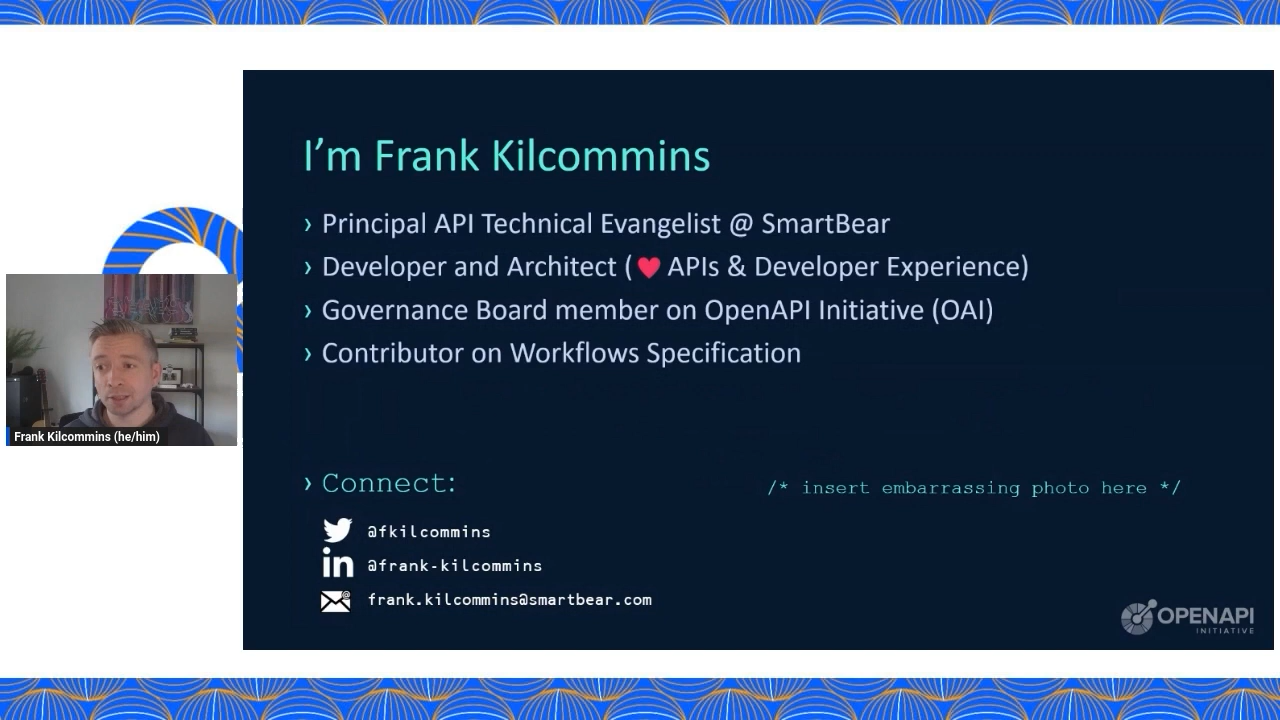 I’m Frank Kilcommins
› Principal API Technical Evangelist @ SmartBear
› Developer and Architect (❤ APIs & Developer Experience)
› Governance Board member on OpenAPI Initiative (OAI)
› Contributor on Workflows Specification
Frank Kilcommins (he/him)
› Connect:
/* insert embarrassing photo here */
@fkilcommins
in @frank-kilcommins
frank.kilcommins@smartbear.com
OPENAPI
INITIATIVE